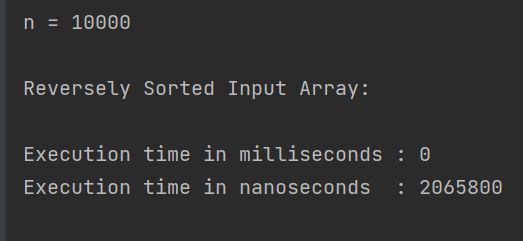 n = 10000
Reversely Sorted Input Array:
Execution time in milliseconds : 0
Execution time in nanoseconds  : 2065800